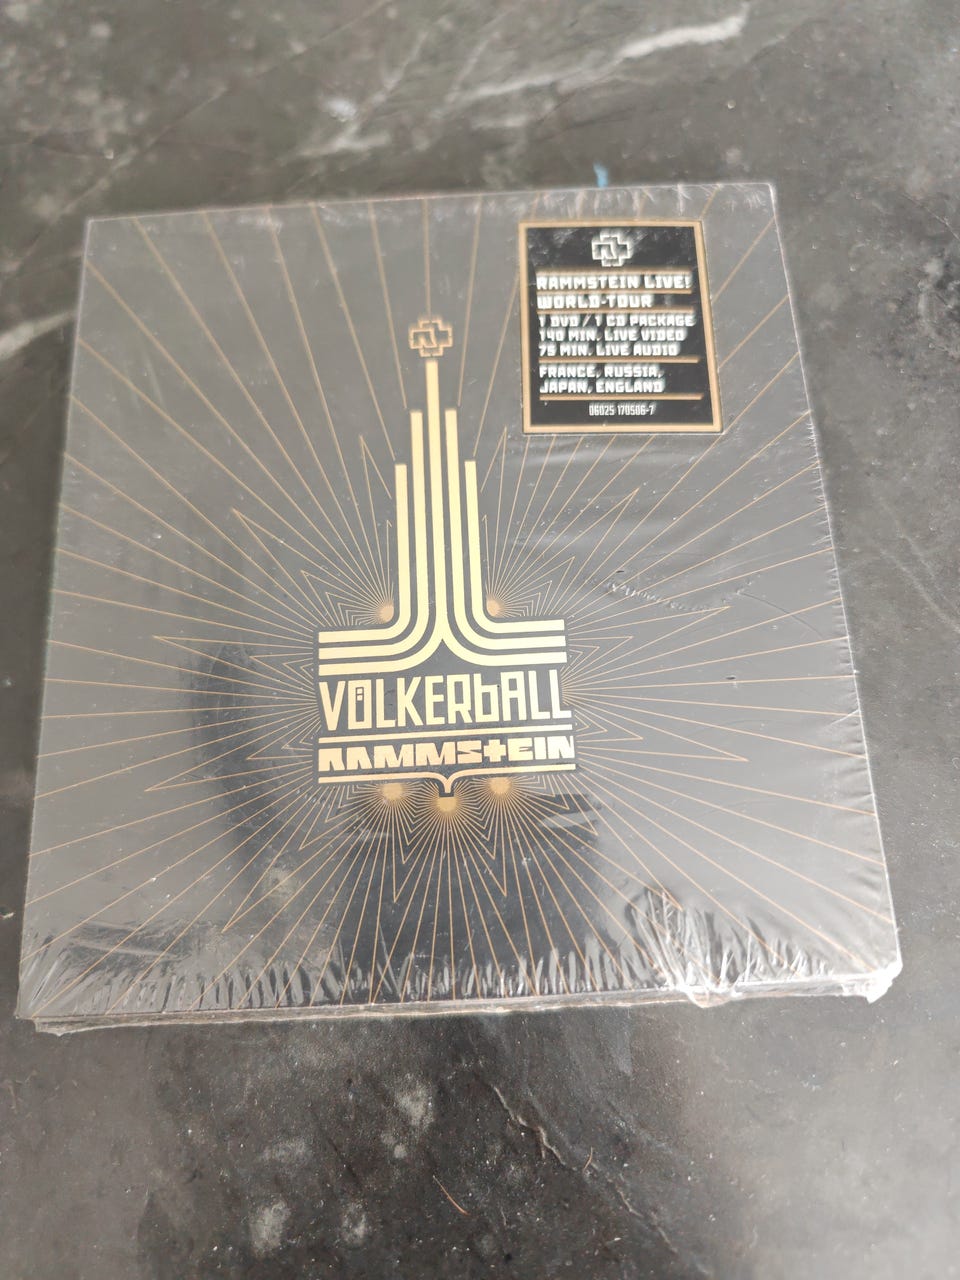 RAMMSTEIN LIVE!
WORLD-TOUR
1 DVD / 1 CD PACKAGE
140 MIN. LIVE VIDEO
75 MIN. LIVE AUDIO
FRANCE, RUSSIA,
JAPAN, ENGLAND
06025 170506-7
VÖLKERbALL
RAMMSTEIN